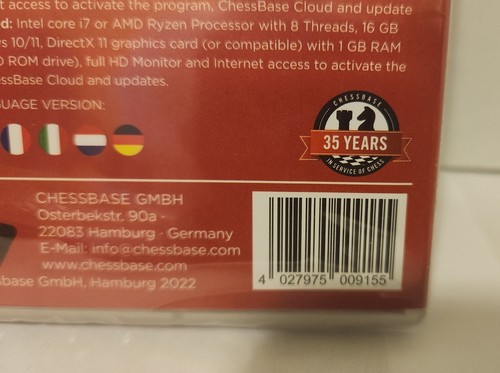 t access to activate the program, ChessBase Cloud and update
d: Intel core i7 or AMD Ryzen Processor with 8 Threads, 16 GB
s 10/11, DirectX 11 graphics card (or compatible) with 1 GB RAM
ROM drive), full HD Monitor and Internet access to activate the
essBase Cloud and updates.
UAGE VERSION:
CHESSBASE
35 YEARS
IN SERVICE OF CHESS
CHESSBASE GMBH
Osterbekstr. 90a -
22083 Hamburg · Germany
E-Mail: info@chessbase.com
www.chessbase.com
sbase GmbH, Hamburg 2022
4 027975 009155